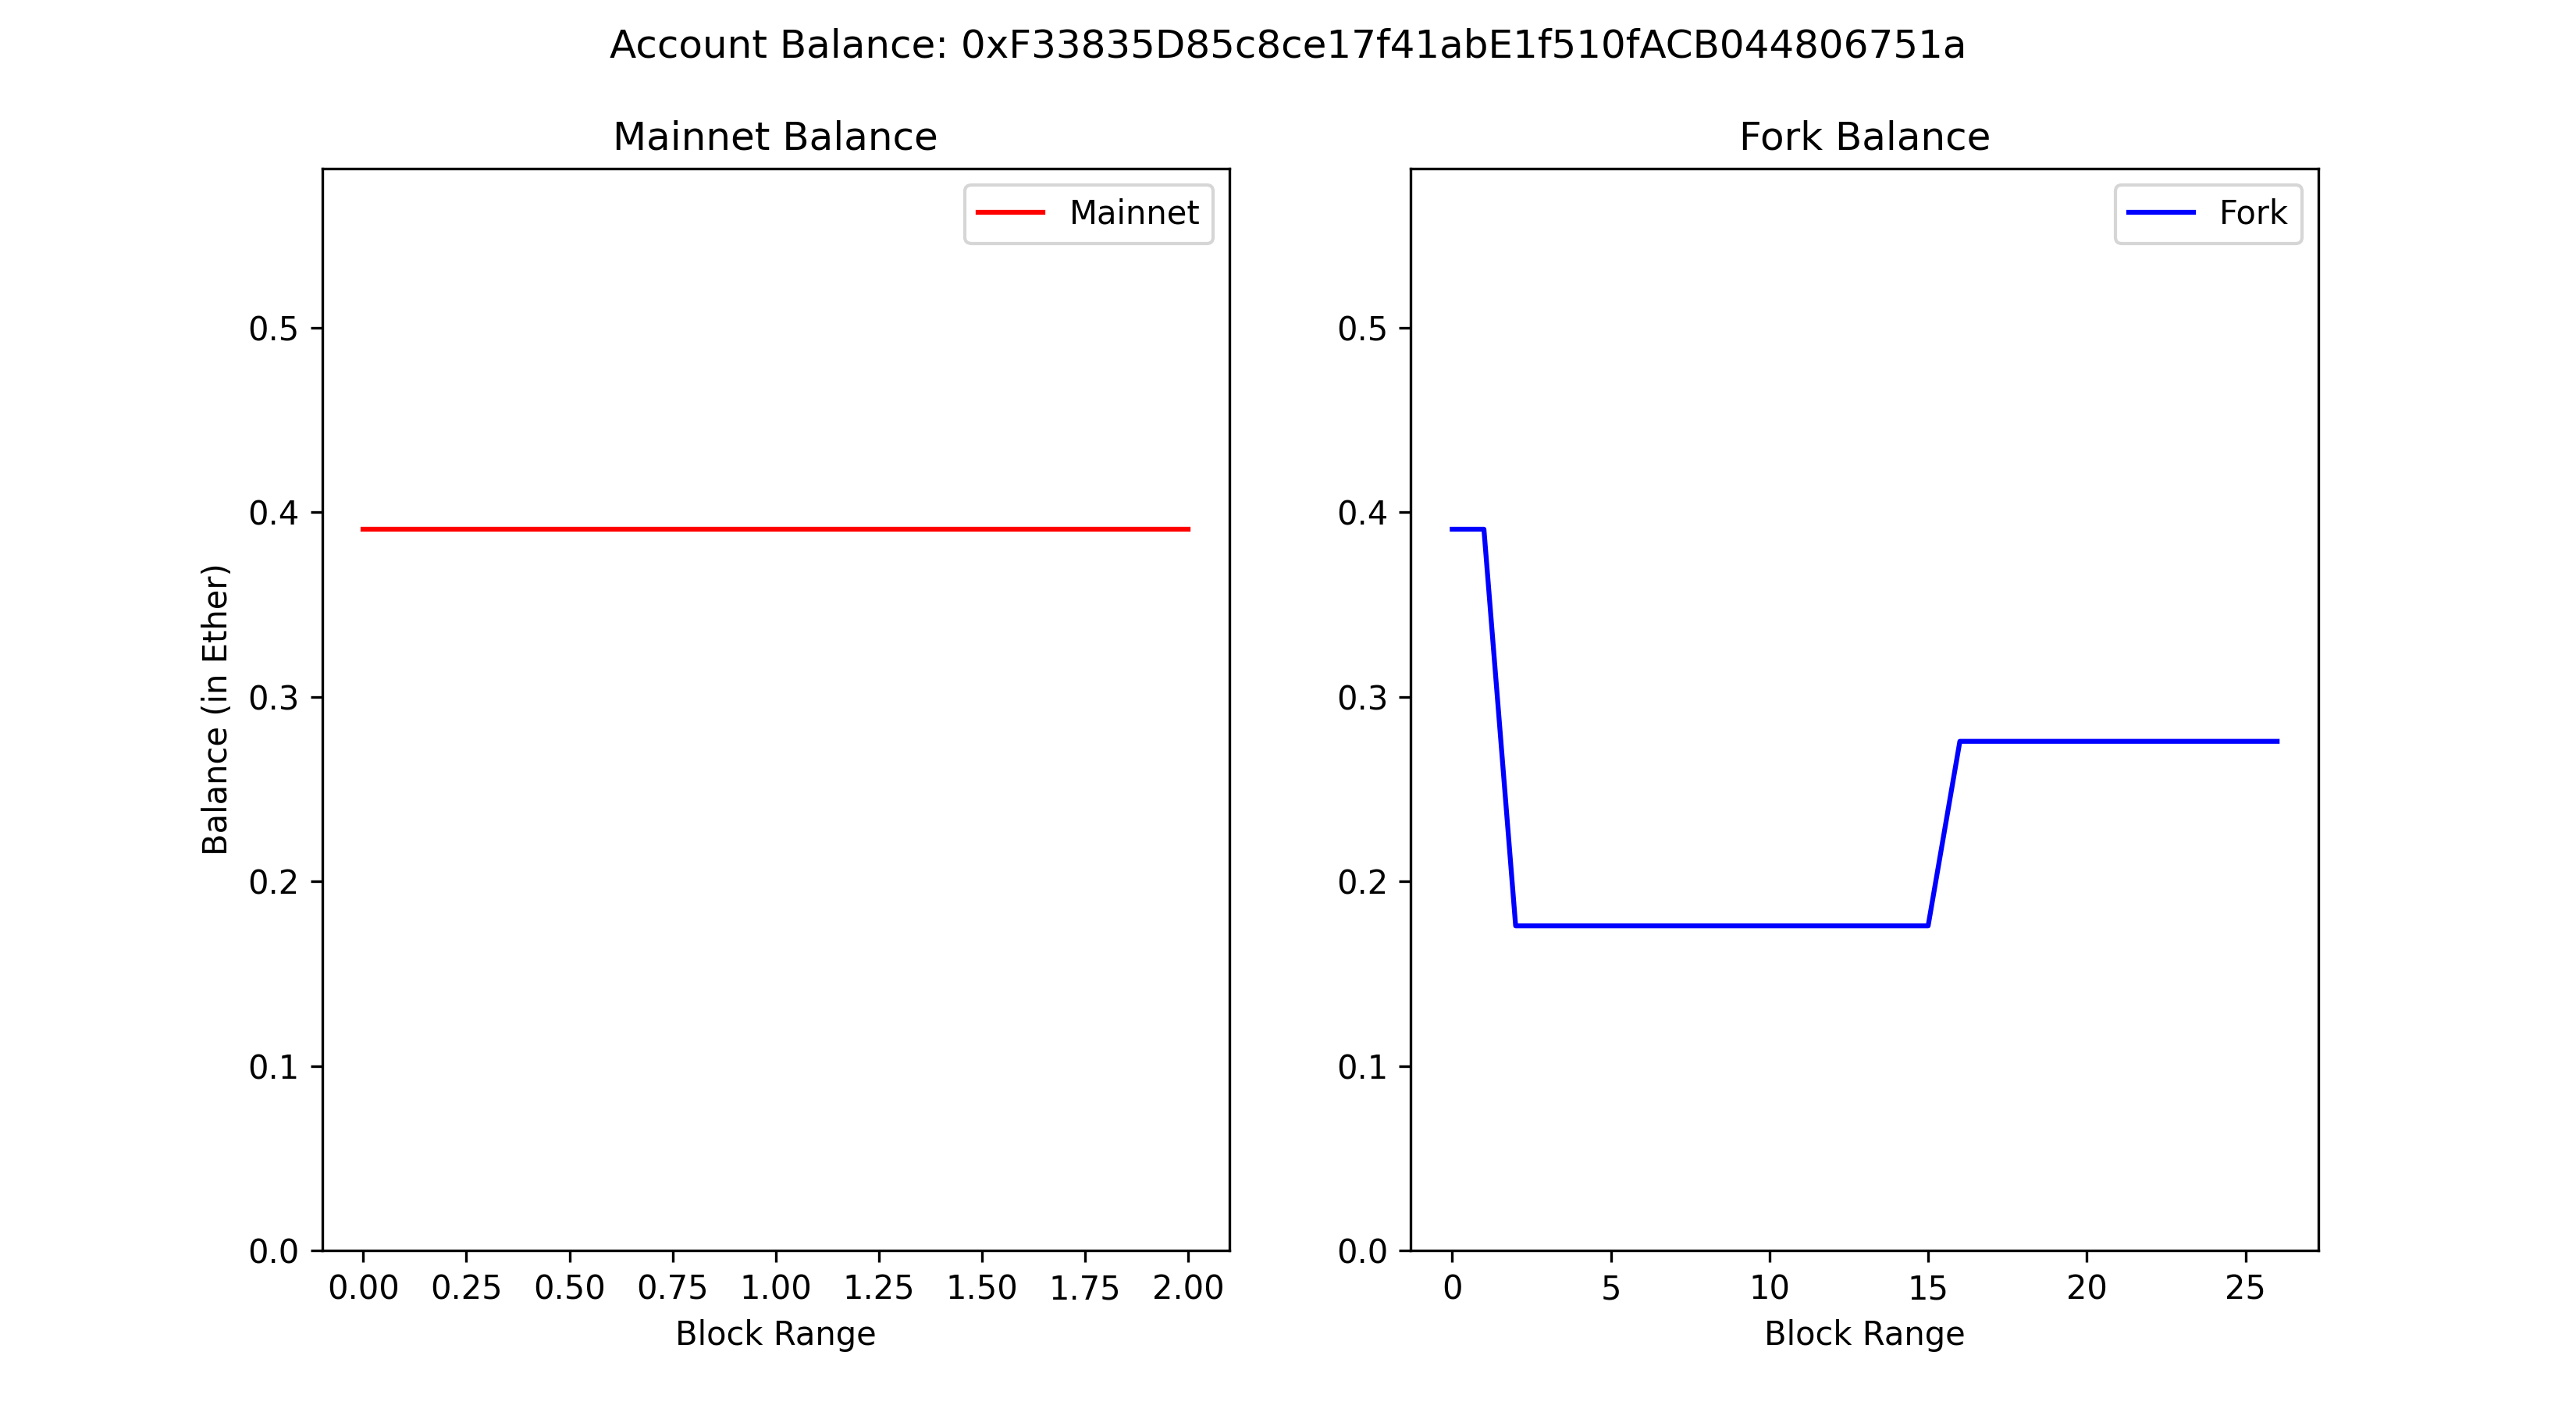 Account Balance: 0xF33835D85c8ce17f41abE1f510fACB044806751a
Mainnet Balance
Mainnet
0.5
0.4
0.3
0.2
0.1
0.0
Balance (in Ether)
0.00 0.25 0.50 0.75 1.00 1.25 1.50 1.75 2.00
Block Range
Fork Balance
Fork
0.5
0.4
0.3
0.2
0.1
0.0
0 5 10 15 20 25
Block Range